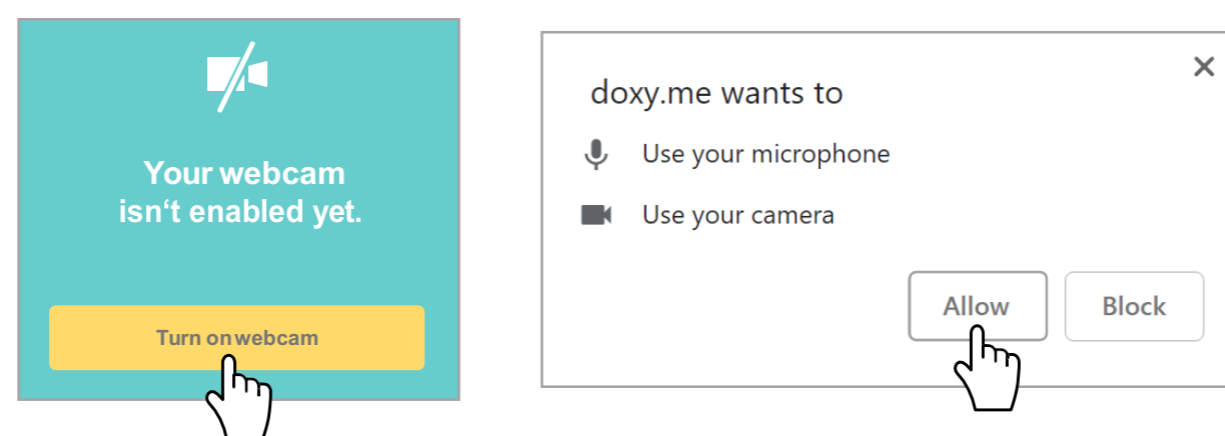 Your webcam
isn‘t enabled yet.
Turn on webcam
doxy.me wants to
Use your microphone
Use your camera
Allow
Block